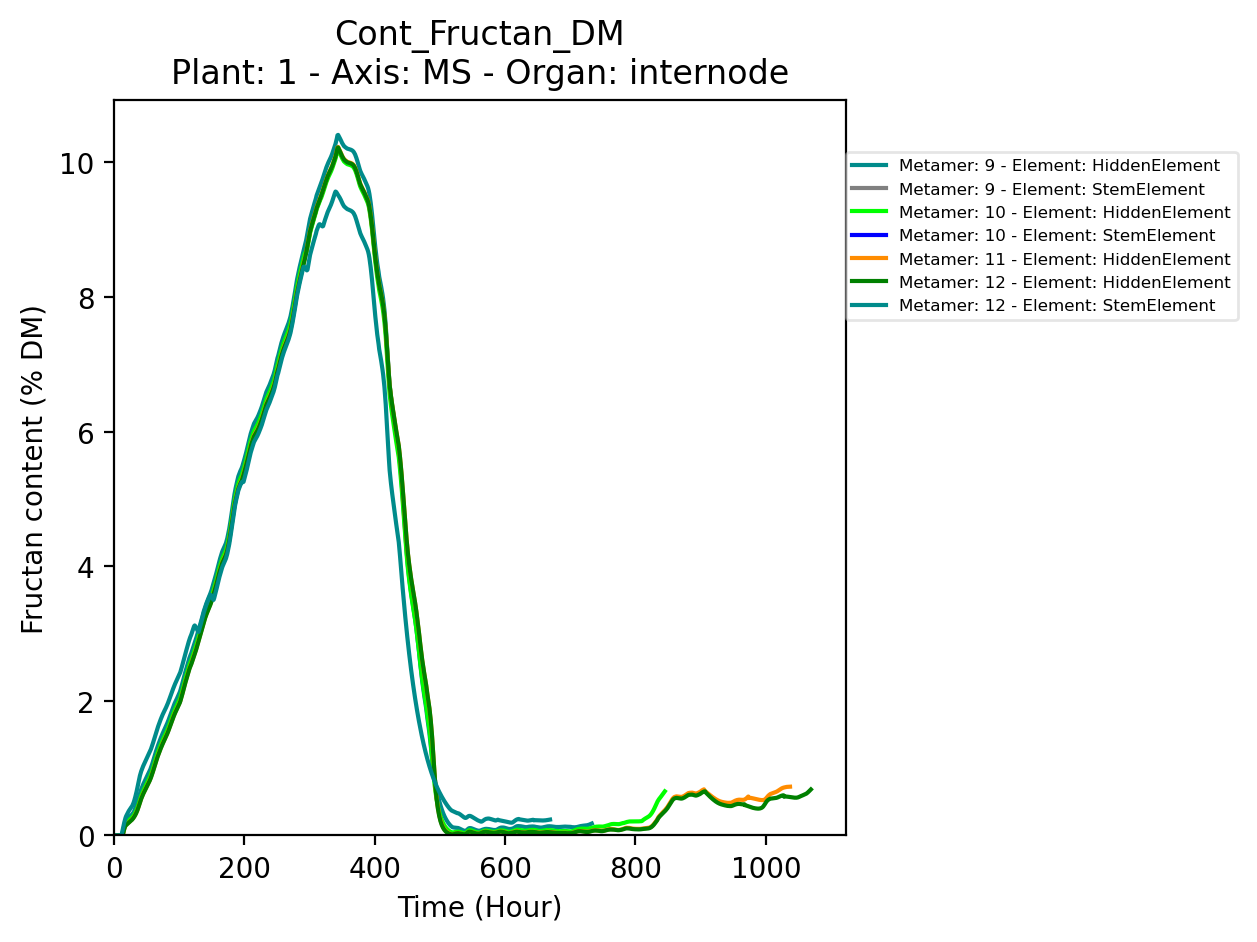 Cont_Fructan_DM
Plant: 1 - Axis: MS - Organ: internode
Fructan content (% DM)
10
8
6
4
2
0
0 200 400 600 800 1000
Time (Hour)
Metamer: 9 - Element: HiddenElement
Metamer: 9 - Element: StemElement
Metamer: 10 - Element: HiddenElement
Metamer: 10 - Element: StemElement
Metamer: 11 - Element: HiddenElement
Metamer: 12 - Element: HiddenElement
Metamer: 12 - Element: StemElement